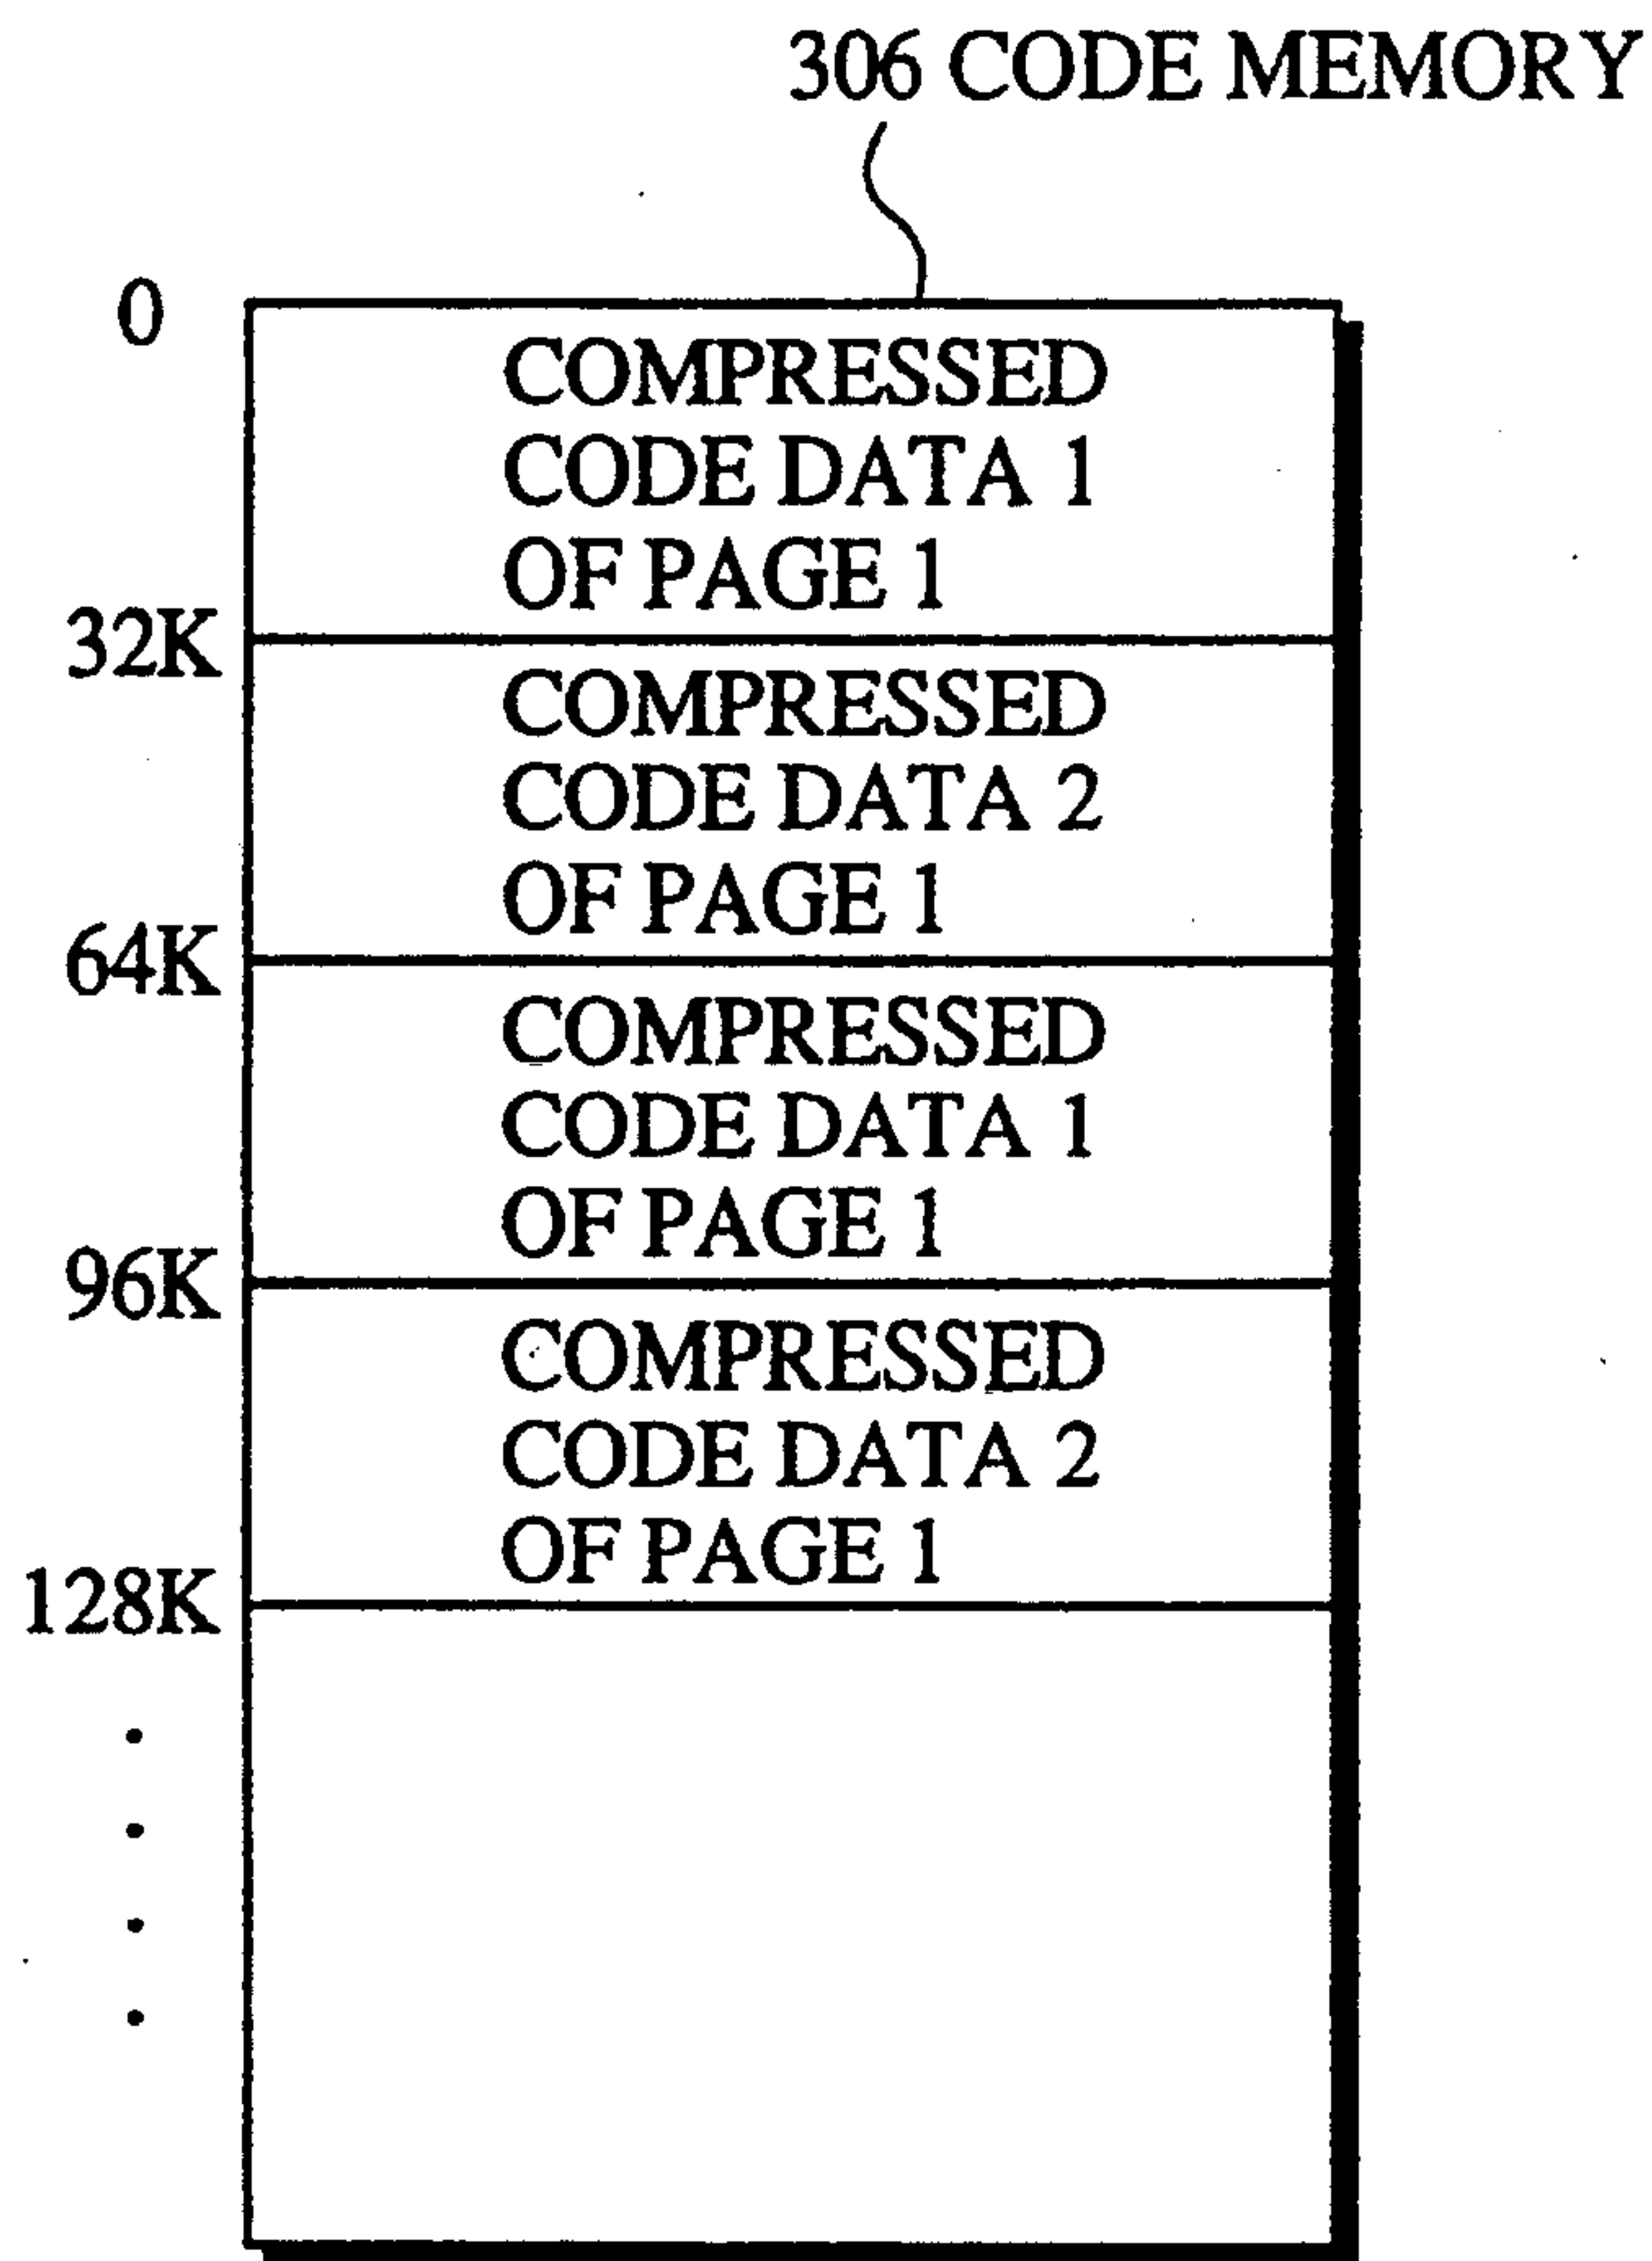 306 CODE MEMORY
0
COMPRESSED
CODE DATA 1
OF PAGE 1
32K
COMPRESSED
CODE DATA 2
OF PAGE 1
64K
COMPRESSED
CODE DATA 1
OF PAGE 1
96K
COMPRESSED
CODE DATA 2
OF PAGE 1
128K